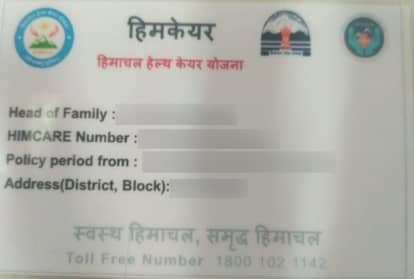 हिमकेयर
हिमाचल हेल्थ केयर योजना
Head of Family :
HIMCARE Number :
Policy period from :
Address(District, Block):
स्वस्थ हिमाचल, समृद्ध हिमाचल
Toll Free Number 1800 102 1142